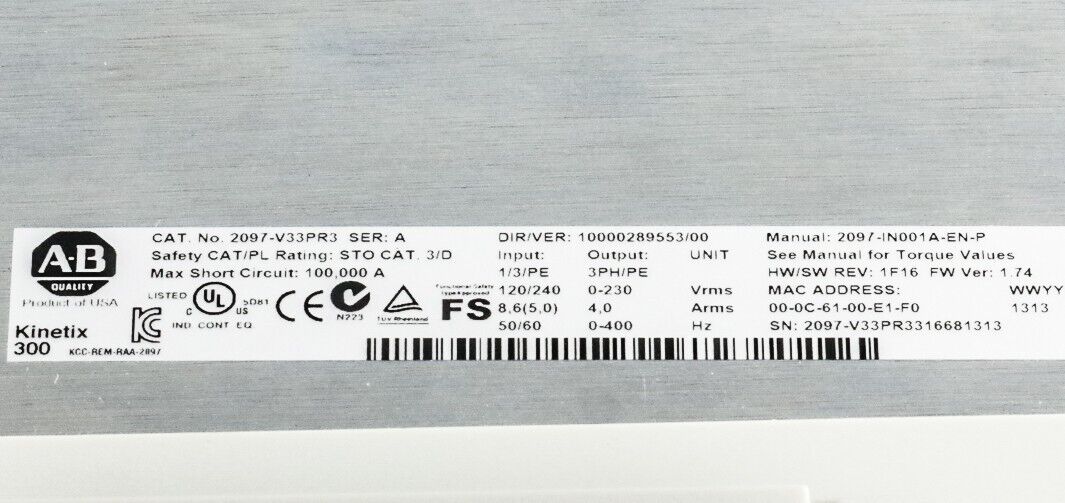 A-B
QUALITY
Product of USA
Kinetix
300
CAT. No. 2097-V33PR3 SER: A
Safety CAT/PL Rating: STO CAT. 3/D
Max Short Circuit: 100,000 A
LISTED
C UL US
5D81
IND CONT EQ
KCC-REM-RAA-2097
CE
N223
TÜV Rheinland
Functional Safety
Type Approved
FS
DIR/VER: 10000289553/00
Input: Output: UNIT
1/3/PE 3PH/PE
120/240 0-230 Vrms
8,6(5,0) 4,0 Arms
50/60 0-400 Hz
Manual: 2097-IN001A-EN-P
See Manual for Torque Values
HW/SW REV: 1F16 FW Ver: 1.74
MAC ADDRESS: WWYY
00-0C-61-00-E1-F0 1313
SN: 2097-V33PR3316681313